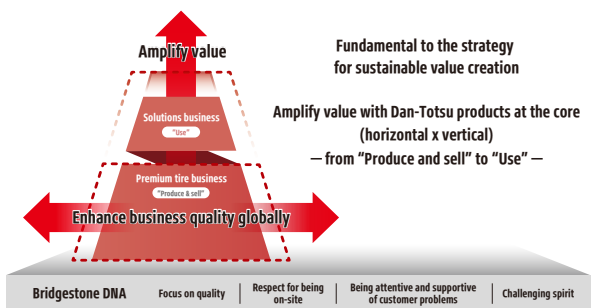 Amplify value
Solutions business
"Use"
Premium tire business
"Produce & sell"
Enhance business quality globally
Fundamental to the strategy
for sustainable value creation
Amplify value with Dan-Totsu products at the core
(horizontal x vertical)
— from “Produce and sell” to “Use” —
Bridgestone DNA
Focus on quality
Respect for being
on-site
Being attentive and supportive
of customer problems
Challenging spirit